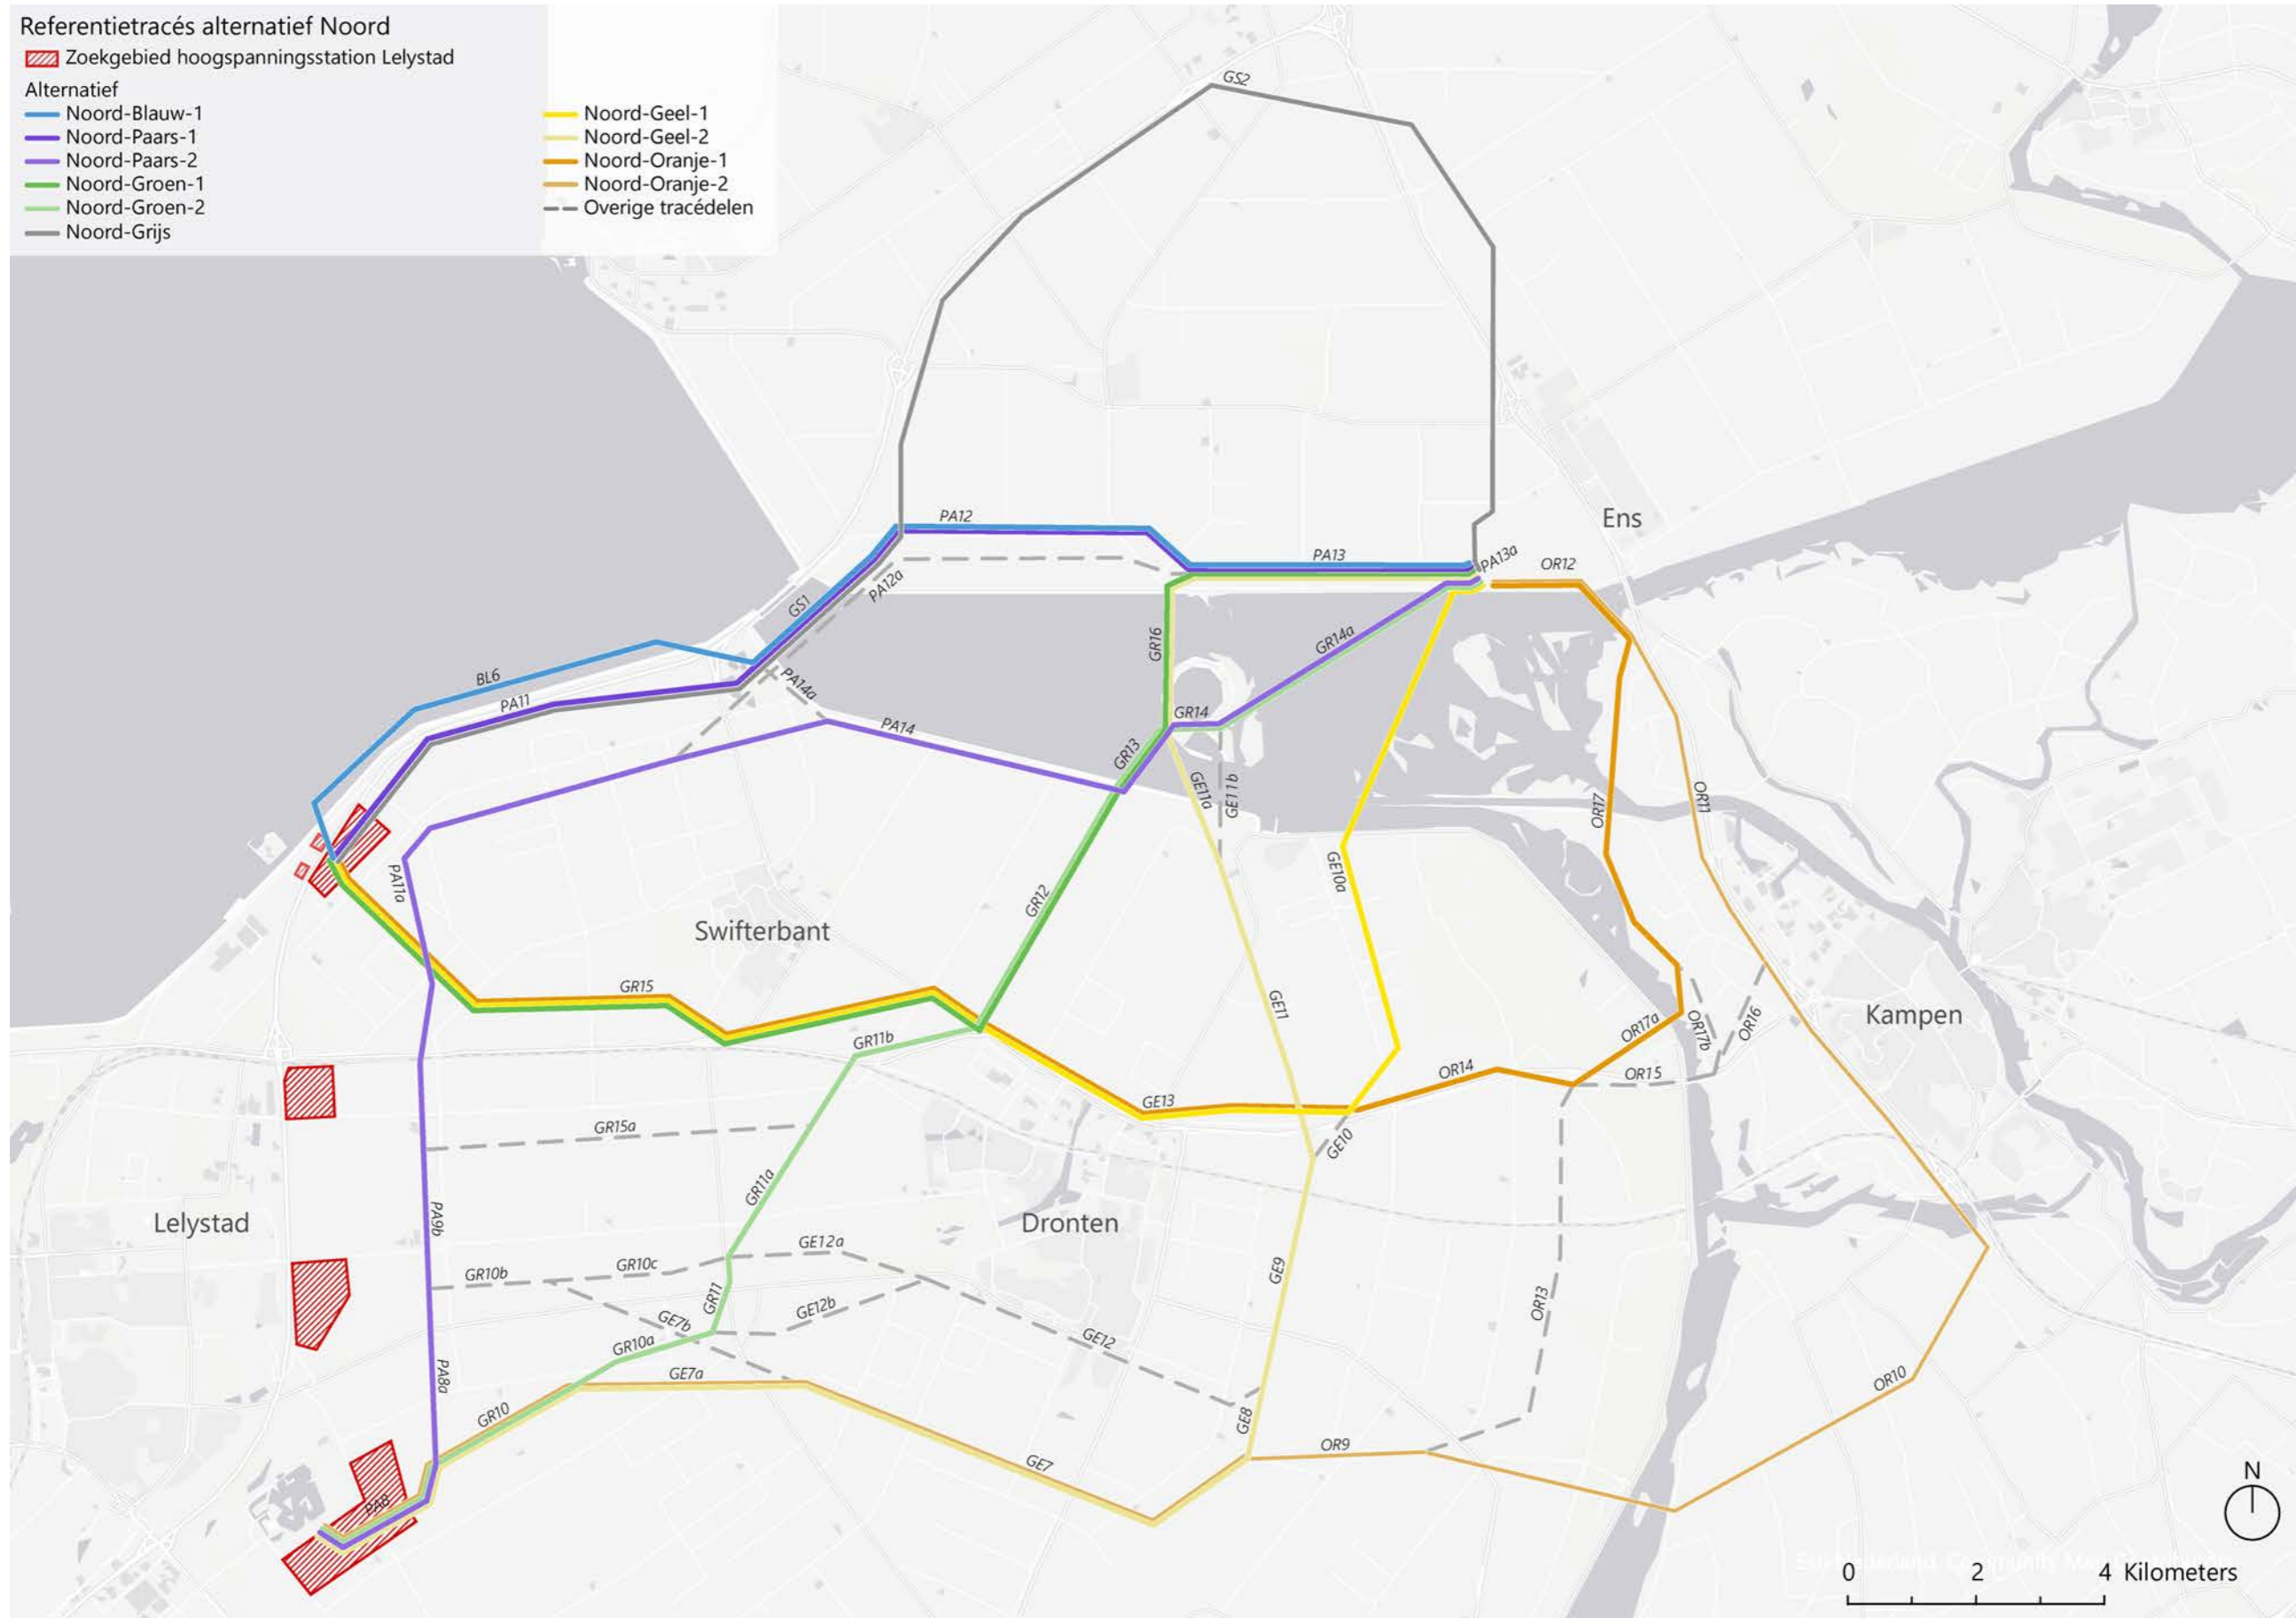 Referentietracés alternatief Noord
Zoekgebied hoogspanningsstation Lelystad
Alternatief
Noord-Blauw-1
Noord-Paars-1
Noord-Paars-2
Noord-Groen-1
Noord-Groen-2
Noord-Grijs
Noord-Geel-1
Noord-Geel-2
Noord-Oranje-1
Noord-Oranje-2
Overige tracédelen
GS2
Ens
PA12
PA13
PA13a
OR12
PA12a
GS1
GR16
GR14a
BL6
PA11
PA14a
PA14
GR14
GR13
GE11a
GE11b
OR11
OR17
PA11a
GE10a
GR12
Swifterbant
GR15
GE11
Kampen
OR17a
OR17b
OR16
GR11b
OR14
OR15
GE13
GR15a
GE10
GR11a
PA9b
Lelystad
Dronten
GE12a
GR10b
GR10c
GE9
GR11
GE12b
OR13
GE7b
GR10a
GE12
PA8a
GE7a
OR10
GR10
GE8
OR9
GE7
PA8
N
0 2 4 Kilometers